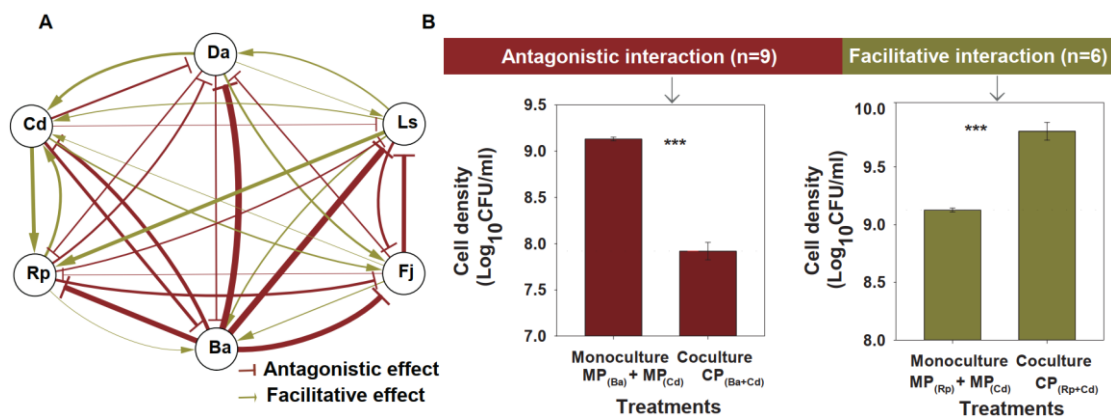 A
Da
Cd
Ls
Rp
Fj
Ba
Antagonistic effect
Facilitative effect
B
Antagonistic interaction (n=9)
Facilitative interaction (n=6)
Cell density
(Log10CFU/ml)
9.5
9.0
8.5
8.0
7.5
7.0
***
Monoculture
MP(Ba) + MP(Cd)
Coculture
CP(Ba+Cd)
Treatments
Cell density
(Log10CFU/ml)
10.0
9.5
9.0
8.5
8.0
***
Monoculture
MP(Rp) + MP(Cd)
Coculture
CP(Rp+Cd)
Treatments